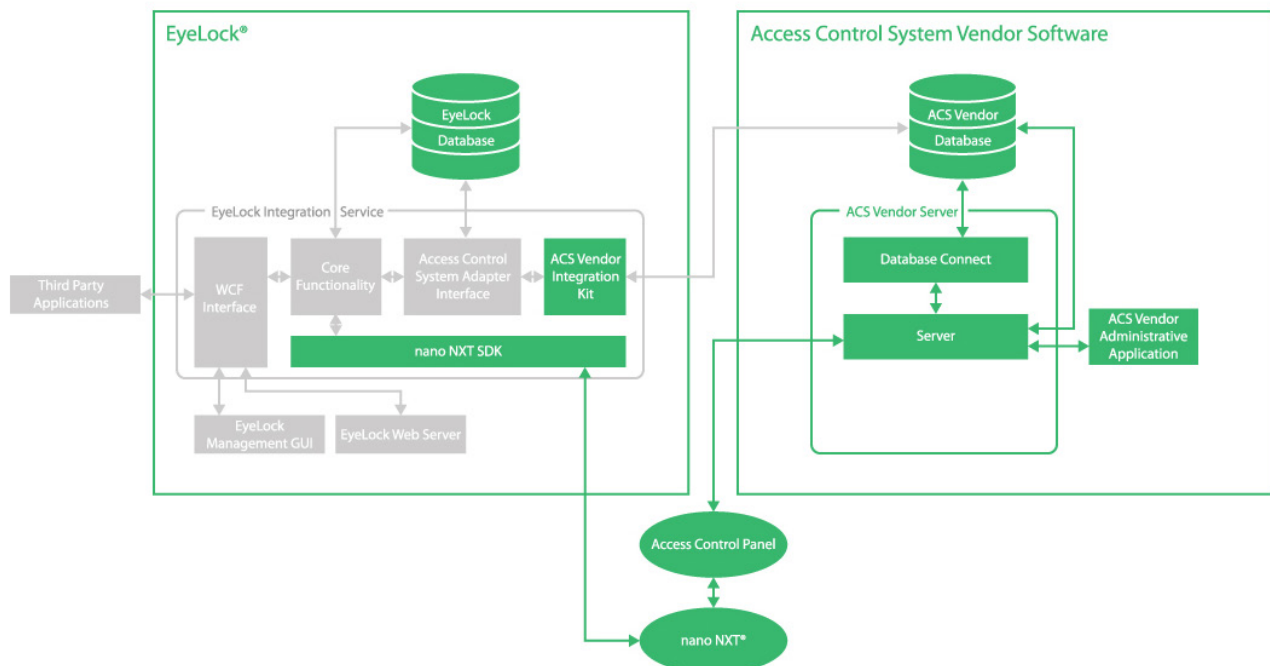 EyeLock®
Access Control System Vendor Software
EyeLock
Database
ACS Vendor
Database
EyeLock Integration Service
ACS Vendor Server
Third Party
Applications
WCF
Interface
Core
Functionality
Access Control
System Adapter
Interface
ACS Vendor
Integration
Kit
Database Connect
nano NXT SDK
Server
ACS Vendor
Administrative
Application
EyeLock
Management GUI
EyeLock Web Server
Access Control Panel
nano NXT®